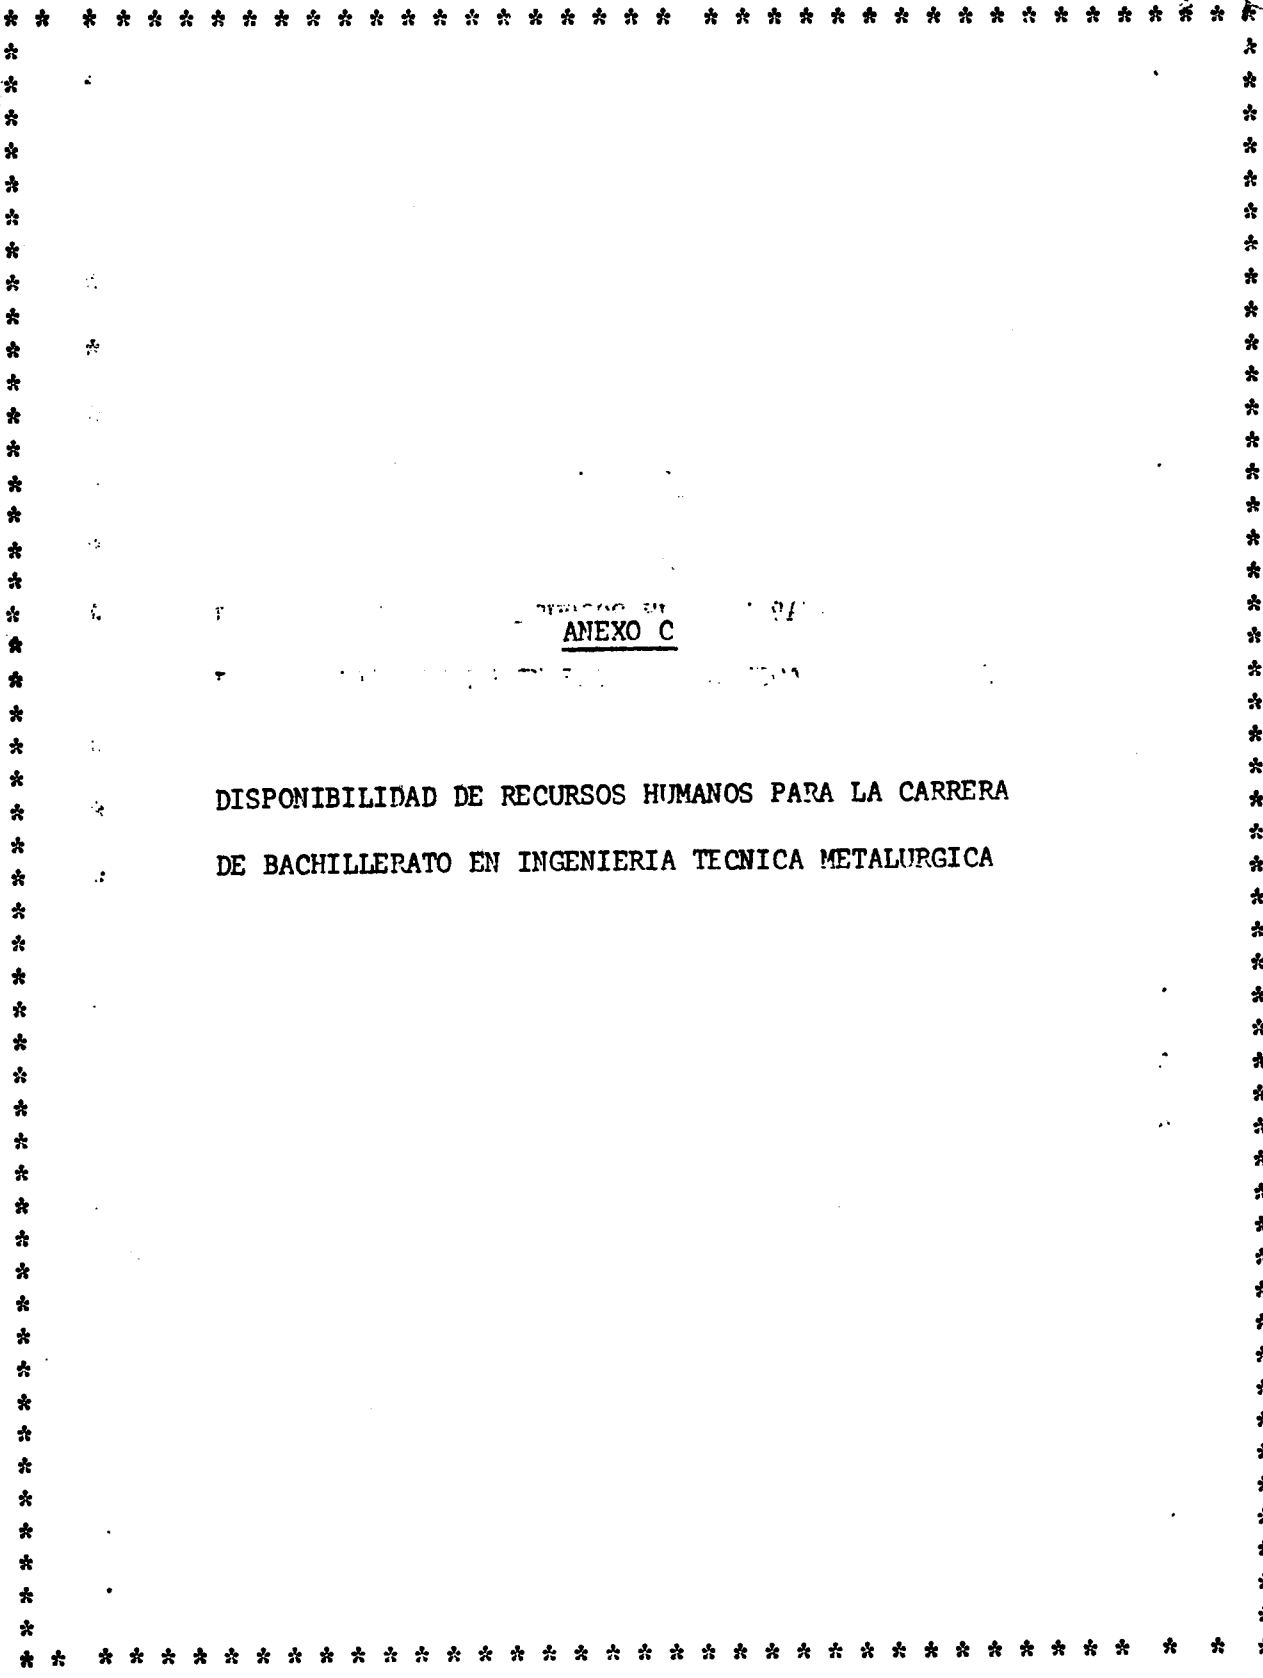 ANEXO C
DISPONIBILIDAD DE RECURSOS HUMANOS PARA LA CARRERA
DE BACHILLERATO EN INGENIERIA TECNICA METALURGICA